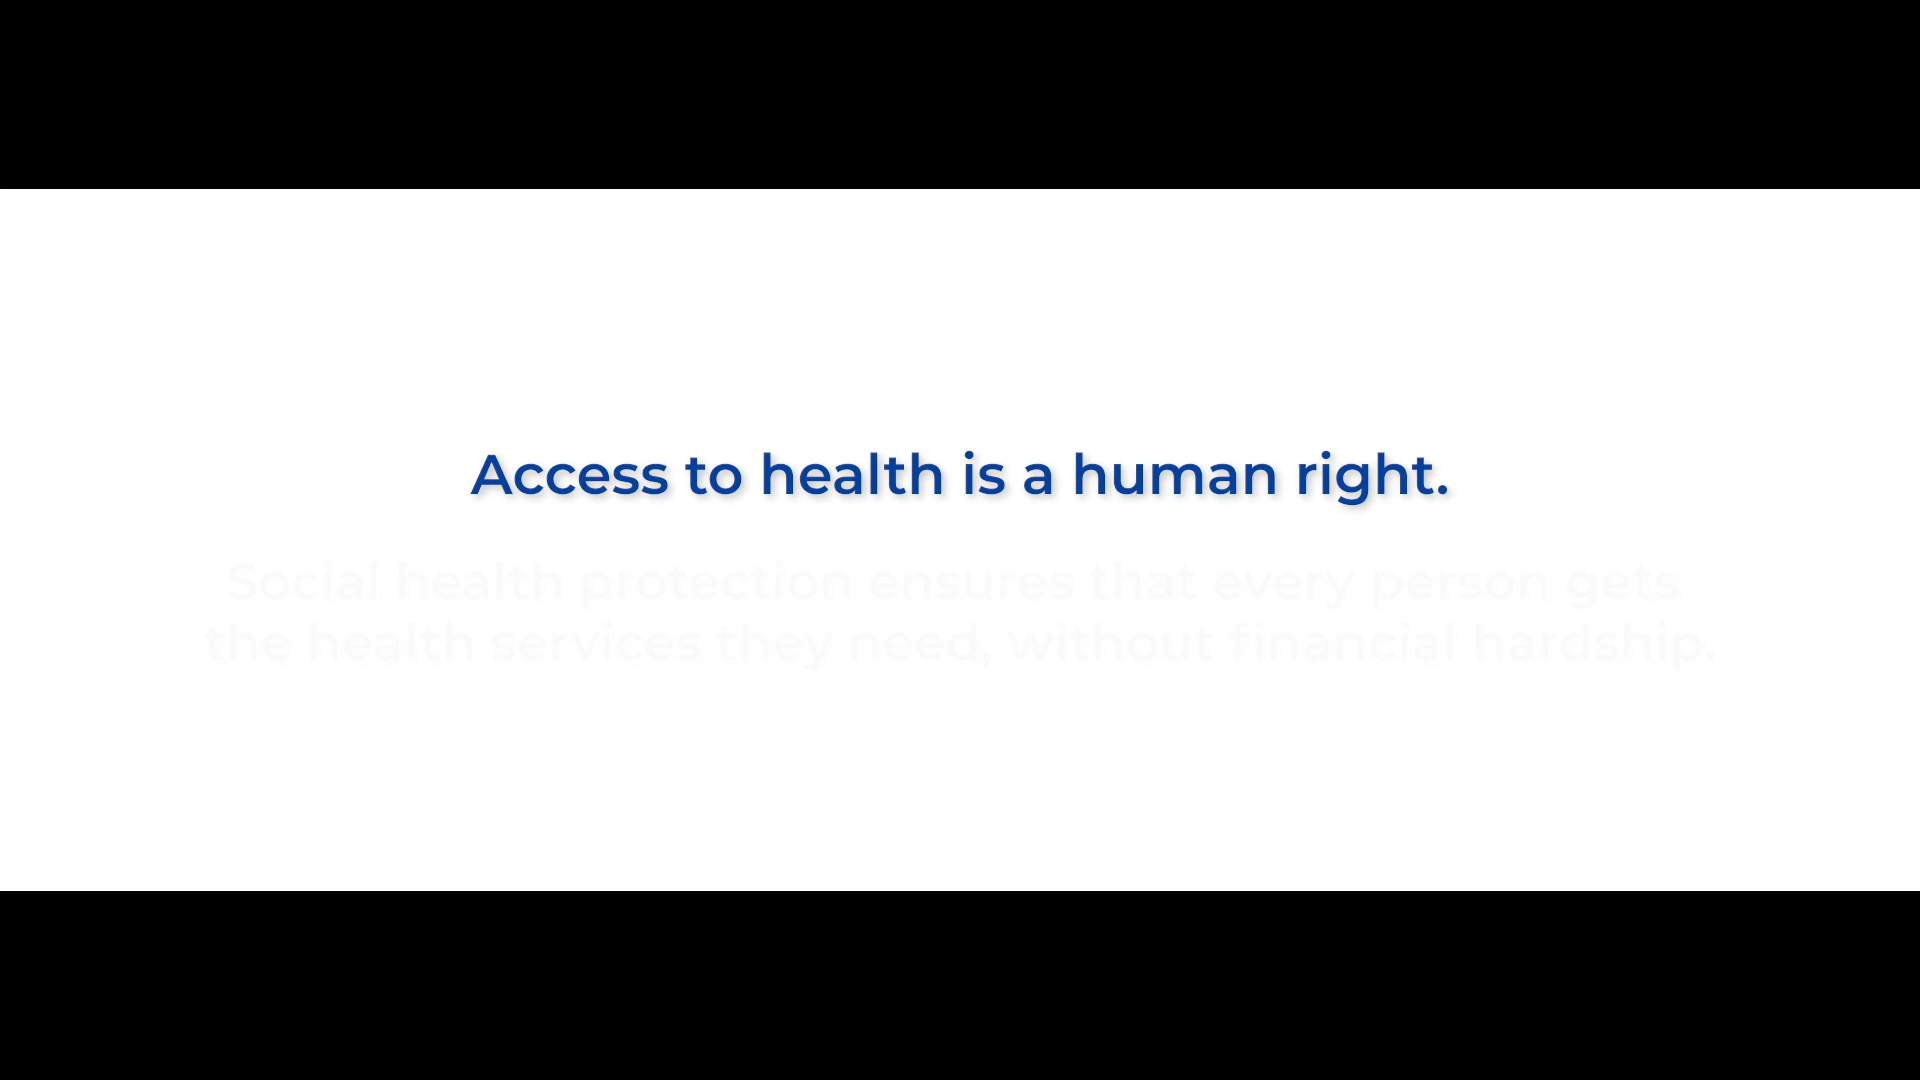 Access to health is a human right.
Social health protection ensures that every person gets
the health services they need, without financial hardship.